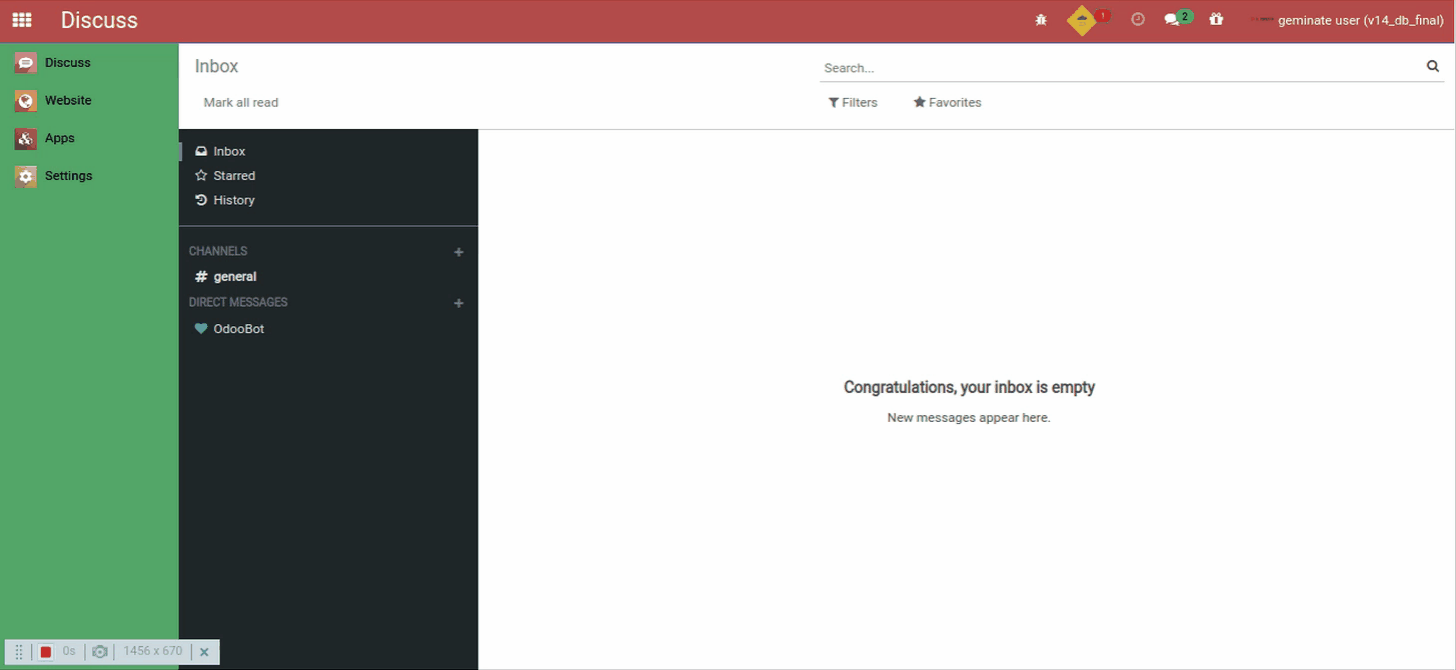 Discuss
1
2
geminate user (v14_db_final)
Discuss
Website
Apps
Settings
Inbox
Search...
Mark all read
Filters
Favorites
Inbox
Starred
History
CHANNELS
+
# general
DIRECT MESSAGES
+
OdooBot
Congratulations, your inbox is empty
New messages appear here.
0s
1456 x 670